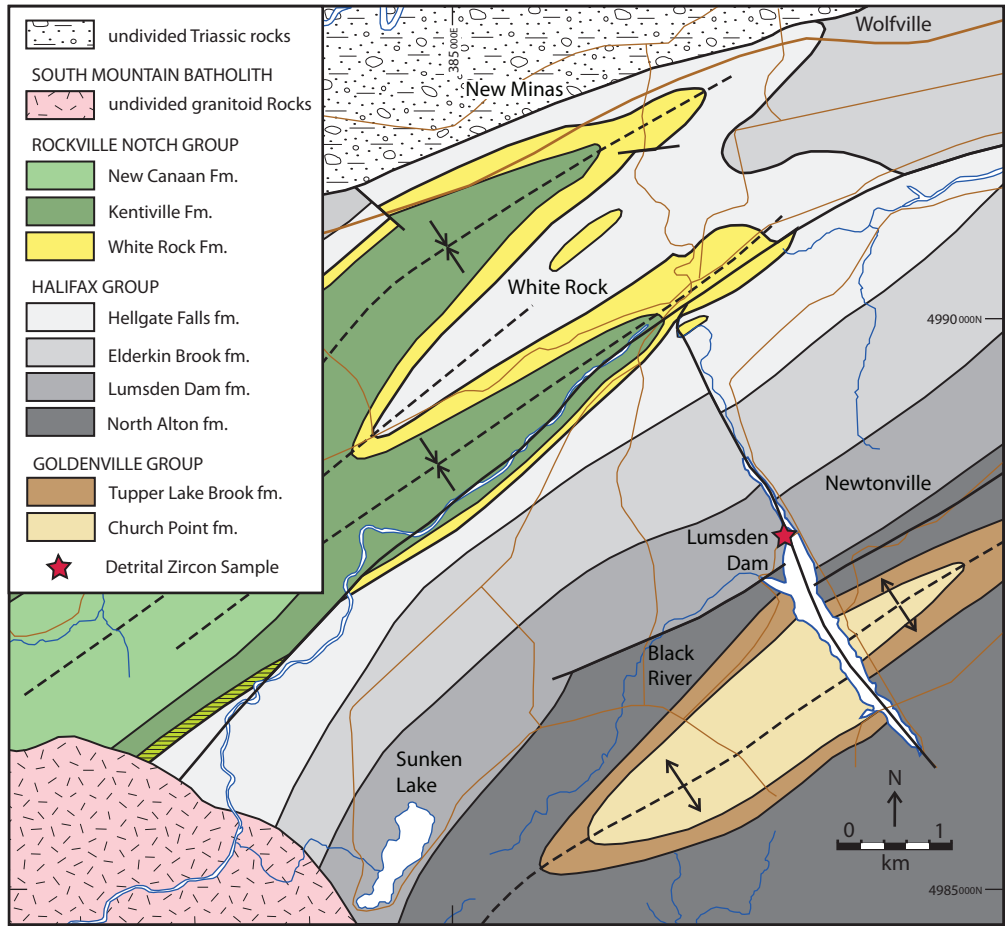 undivided Triassic rocks
SOUTH MOUNTAIN BATHOLITH
undivided granitoid Rocks
ROCKVILLE NOTCH GROUP
New Canaan Fm.
Kentiville Fm.
White Rock Fm.
HALIFAX GROUP
Hellgate Falls fm.
Elderkin Brook fm.
Lumsden Dam fm.
North Alton fm.
GOLDENVILLE GROUP
Tupper Lake Brook fm.
Church Point fm.
Detrital Zircon Sample
385000E
Wolfville
New Minas
White Rock
4990000N
Newtonville
Lumsden
Dam
Black
River
Sunken
Lake
N
0 1
km
4985000N